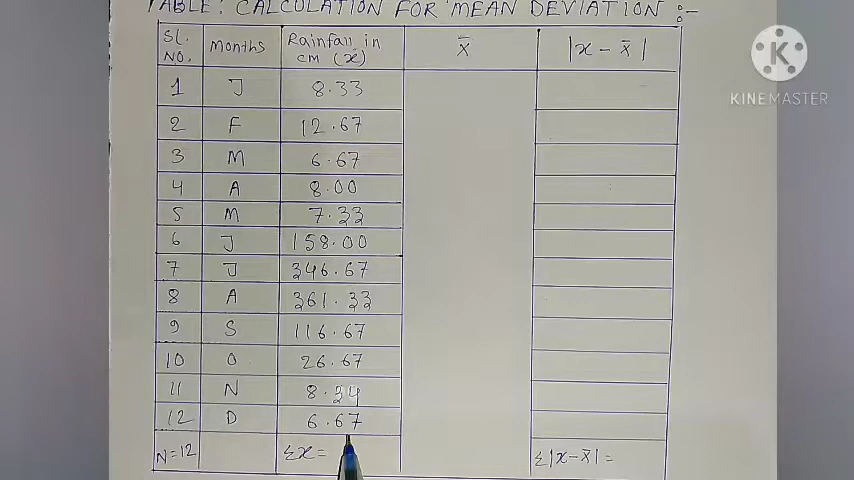 TABLE: CALCULATION FOR MEAN DEVIATION :-
SL. NO. Months Rainfall in cm (x) x̄ |x - x̄|
1 J 8.33
2 F 12.67
3 M 6.67
4 A 8.00
5 M 7.33
6 J 158.00
7 J 346.67
8 A 361.33
9 S 116.67
10 O 26.67
11 N 8.34
12 D 6.67
N=12 Σx= Σ|x-x̄|=
K
KINEMASTER